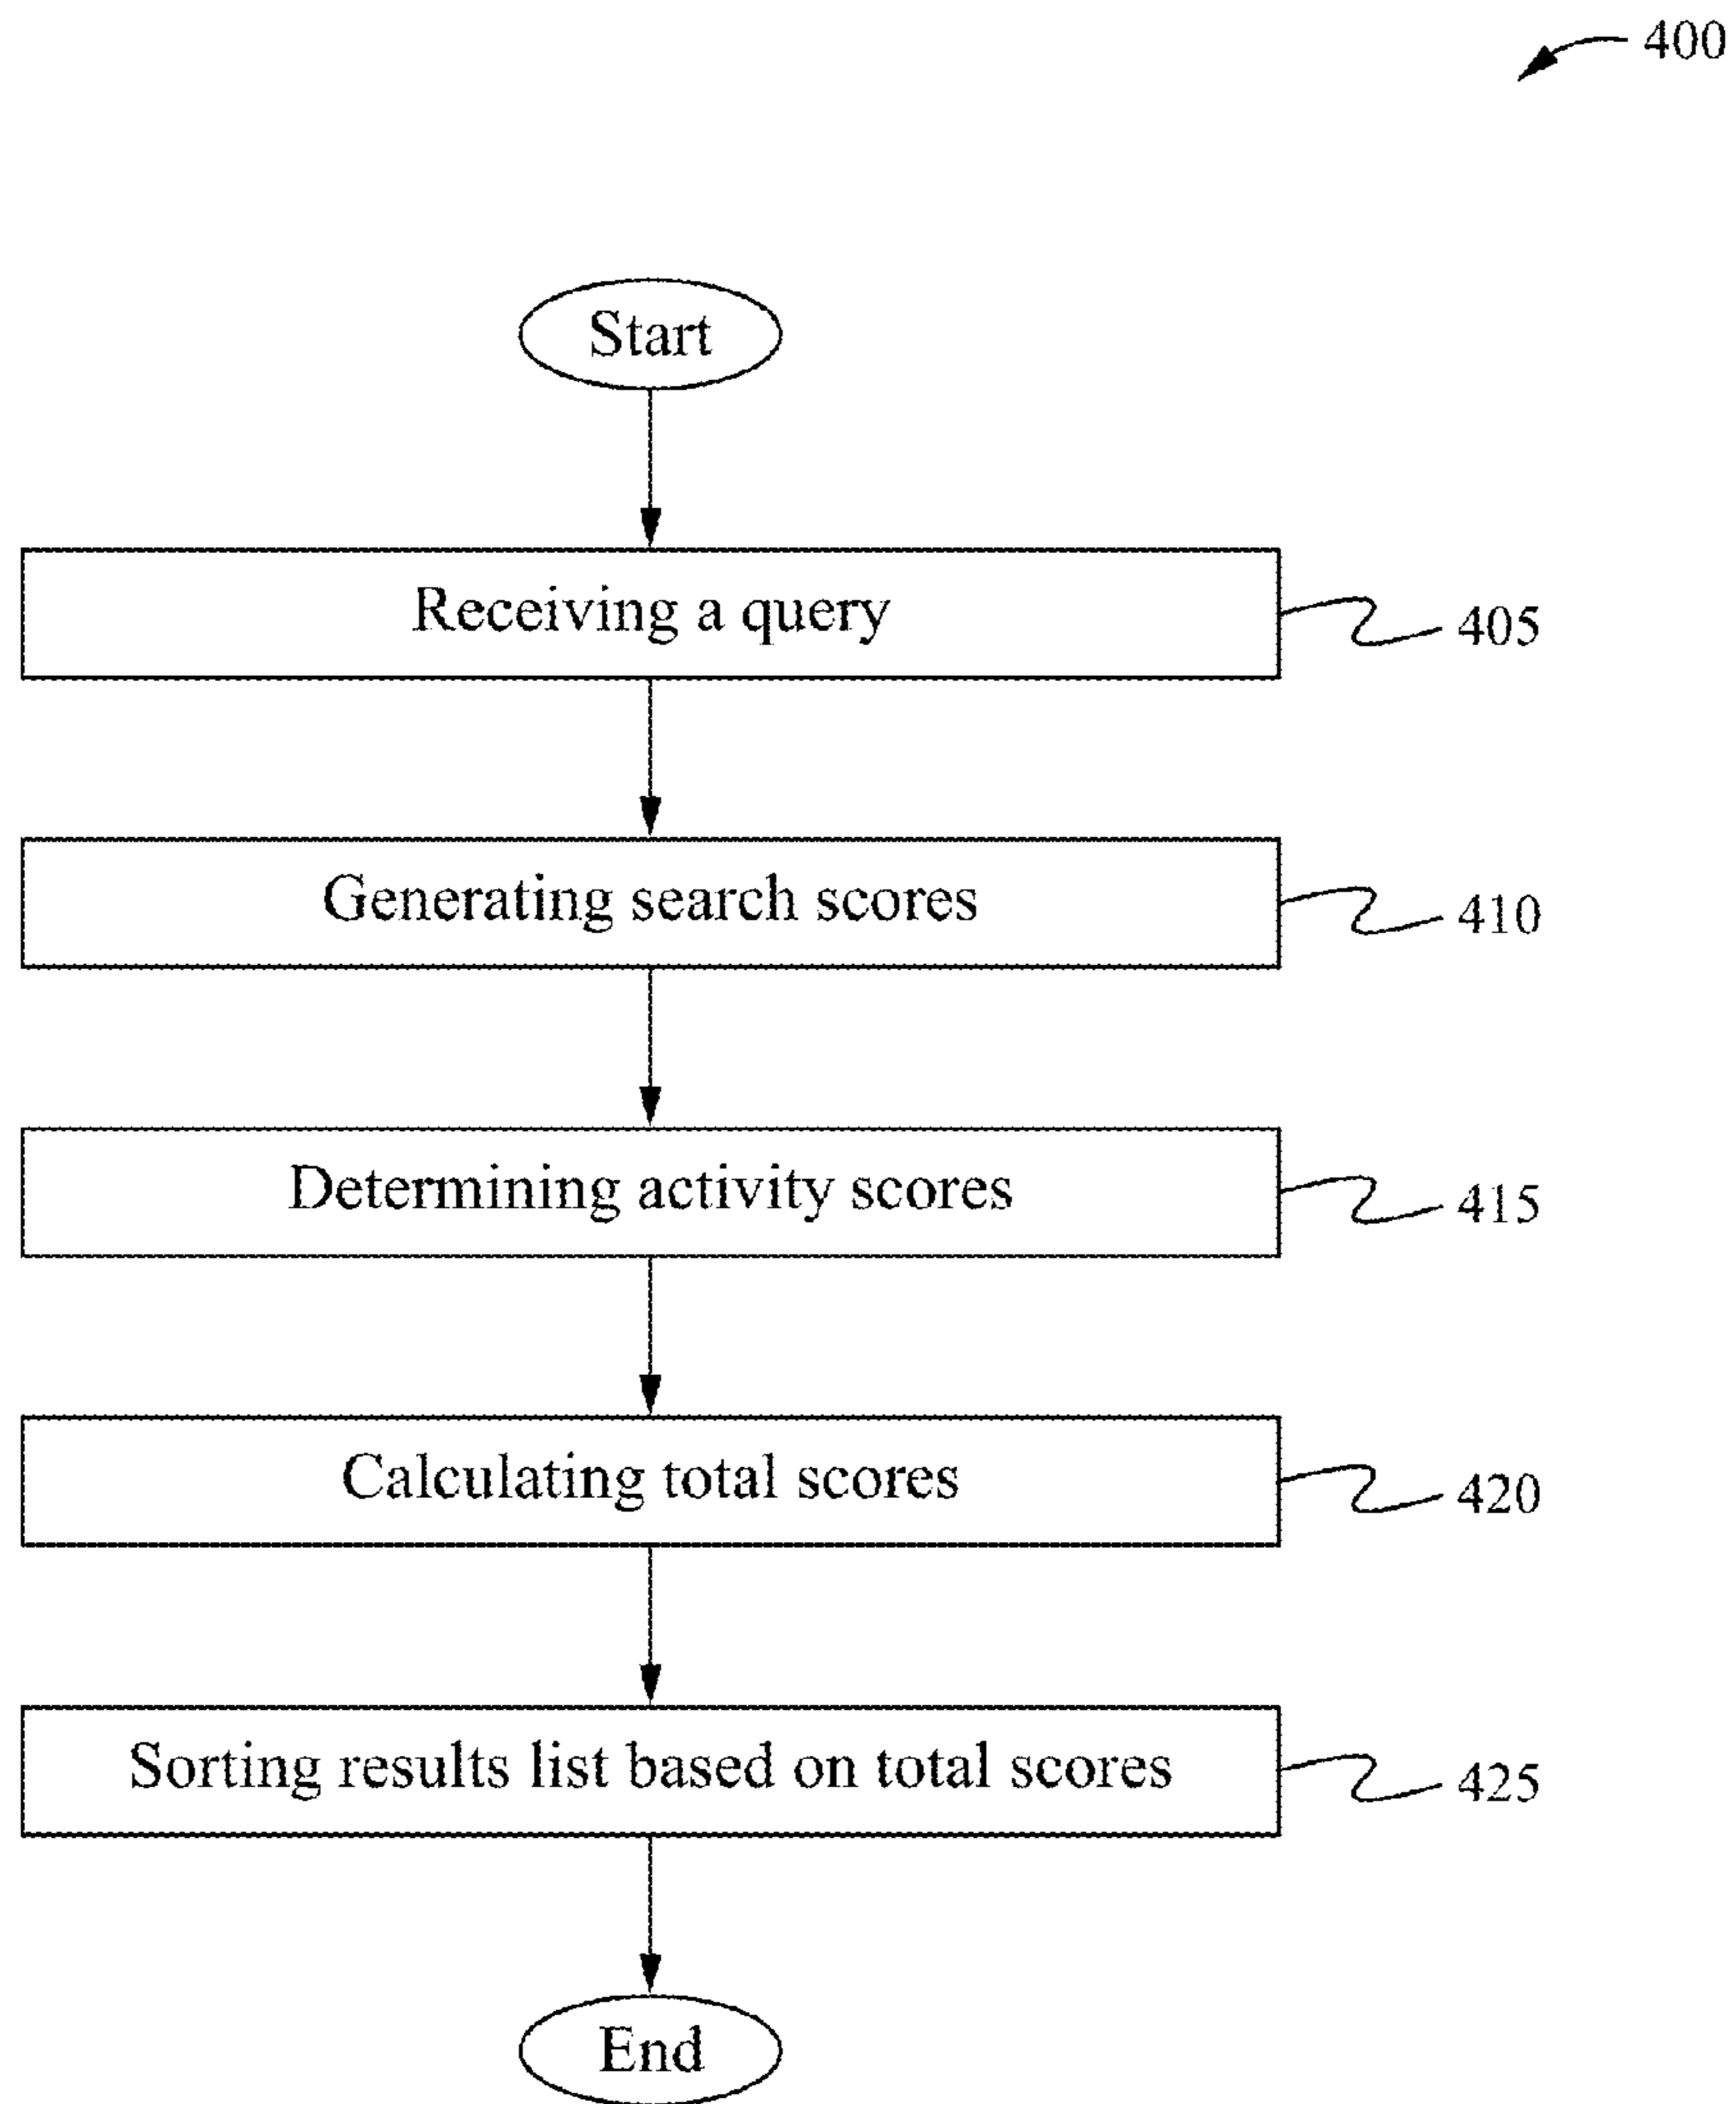 400
Start
Receiving a query
405
Generating search scores
410
Determining activity scores
415
Calculating total scores
420
Sorting results list based on total scores
425
End